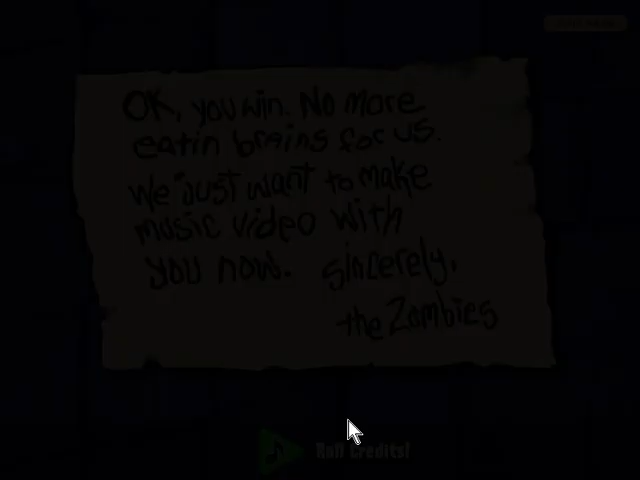 OK, you win. No more
eatin brains for us.
We just want to make
music video with
you now. sincerely,
the Zombies
Roll Credits!